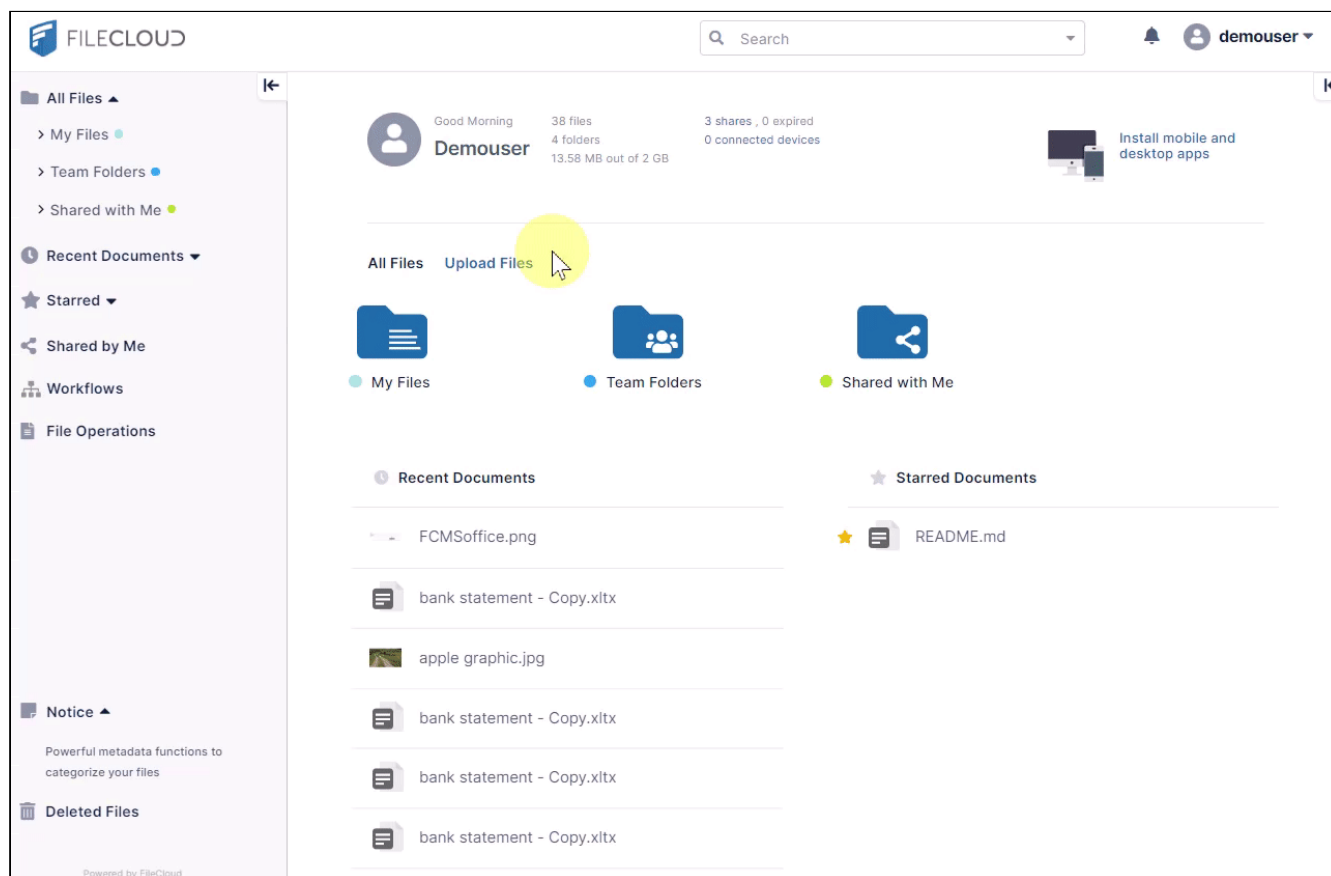 FILECLOUD
Search
demouser
All Files
My Files
Team Folders
Shared with Me
Recent Documents
Starred
Shared by Me
Workflows
File Operations
Notice
Powerful metadata functions to
categorize your files
Deleted Files
Powered by FileCloud
Good Morning
Demouser
38 files
4 folders
13.58 MB out of 2 GB
3 shares , 0 expired
0 connected devices
Install mobile and
desktop apps
All Files Upload Files
My Files
Team Folders
Shared with Me
Recent Documents
FCMSoffice.png
bank statement - Copy.xltx
apple graphic.jpg
bank statement - Copy.xltx
bank statement - Copy.xltx
bank statement - Copy.xltx
Starred Documents
README.md